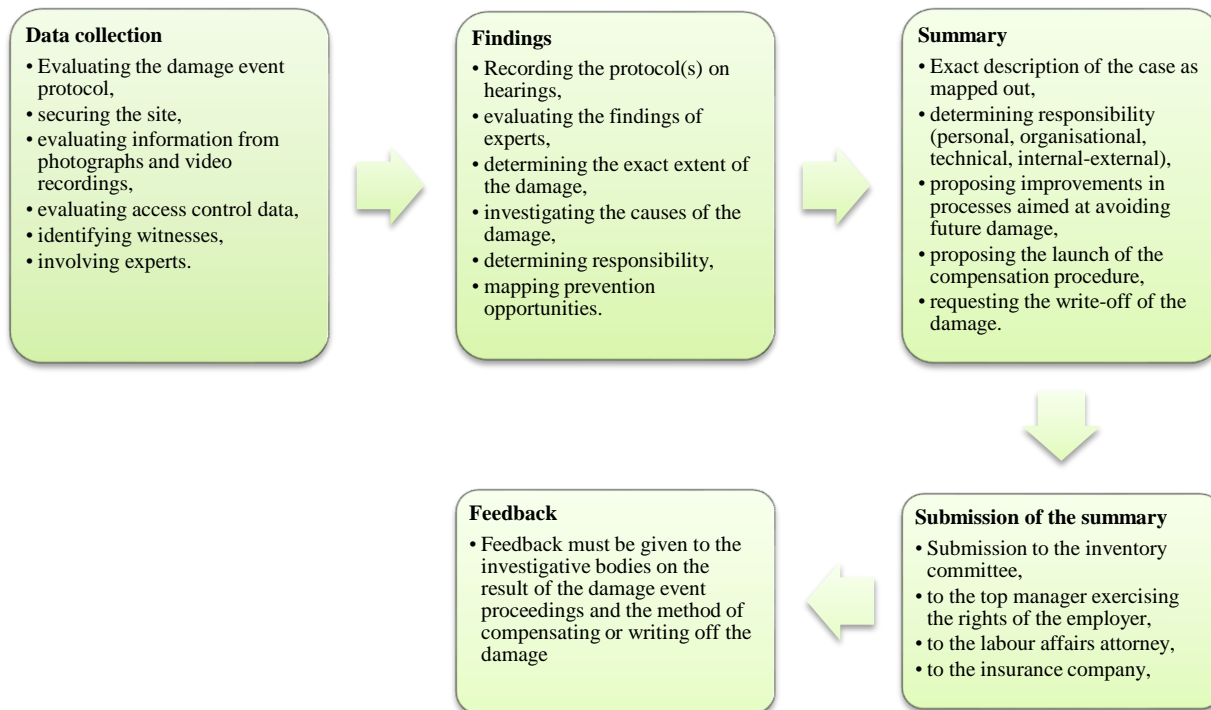 Data collection
• Evaluating the damage event
protocol,
• securing the site,
• evaluating information from
photographs and video
recordings,
• evaluating access control data,
• identifying witnesses,
• involving experts.
Findings
• Recording the protocol(s) on
hearings,
• evaluating the findings of
experts,
• determining the exact extent of
the damage,
• investigating the causes of the
damage,
• determining responsibility,
• mapping prevention
opportunities.
Summary
• Exact description of the case as
mapped out,
• determining responsibility
(personal, organisational,
technical, internal-external),
• proposing improvements in
processes aimed at avoiding
future damage,
• proposing the launch of the
compensation procedure,
• requesting the write-off of the
damage.
Submission of the summary
• Submission to the inventory
committee,
• to the top manager exercising
the rights of the employer,
• to the labour affairs attorney,
• to the insurance company,
Feedback
• Feedback must be given to the
investigative bodies on the
result of the damage event
proceedings and the method of
compensating or writing off the
damage